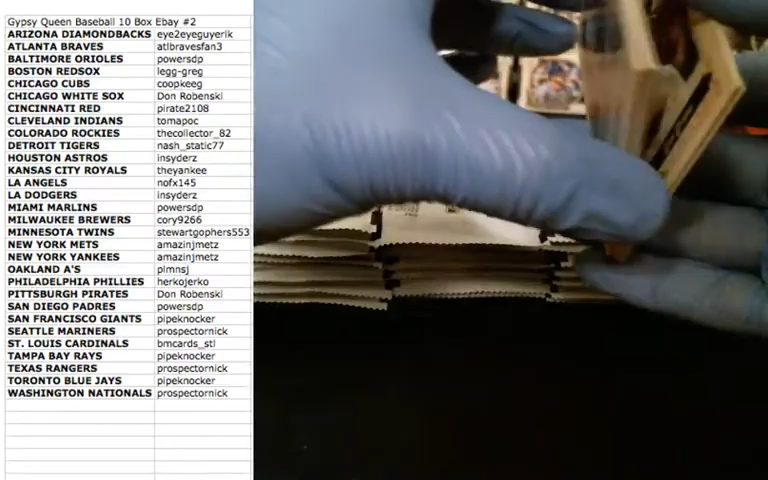 Gypsy Queen Baseball 10 Box Ebay #2
ARIZONA DIAMONDBACKS eye2eyeguyerik
ATLANTA BRAVES atlbravesfan3
BALTIMORE ORIOLES powersdp
BOSTON REDSOX legg-greg
CHICAGO CUBS coopkeeg
CHICAGO WHITE SOX Don Robenski
CINCINNATI RED pirate2108
CLEVELAND INDIANS tomapoc
COLORADO ROCKIES thecollector_82
DETROIT TIGERS nash_static77
HOUSTON ASTROS insyderz
KANSAS CITY ROYALS theyankee
LA ANGELS nofx145
LA DODGERS insyderz
MIAMI MARLINS powersdp
MILWAUKEE BREWERS cory9266
MINNESOTA TWINS stewartgophers553
NEW YORK METS amazinjmetz
NEW YORK YANKEES amazinjmetz
OAKLAND A'S plmnsj
PHILADELPHIA PHILLIES herkojerko
PITTSBURGH PIRATES Don Robenski
SAN DIEGO PADRES powersdp
SAN FRANCISCO GIANTS pipeknocker
SEATTLE MARINERS prospectornick
ST. LOUIS CARDINALS bmcards_stl
TAMPA BAY RAYS pipeknocker
TEXAS RANGERS prospectornick
TORONTO BLUE JAYS pipeknocker
WASHINGTON NATIONALS prospectornick